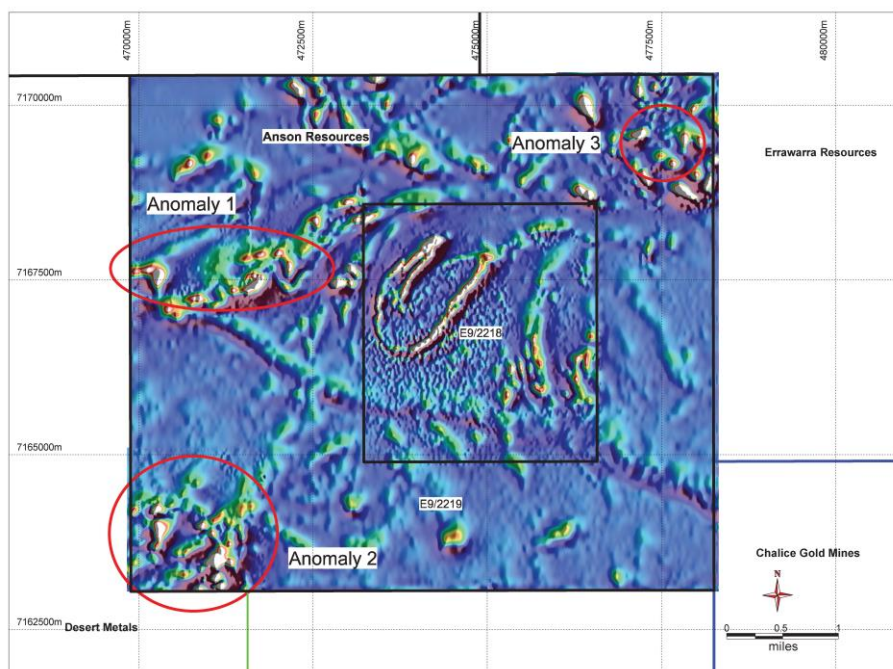 470000m
472500m
475000m
477500m
480000m
7170000m
Anson Resources
Anomaly 3
Errawarra Resources
Anomaly 1
7167500m
E9/2218
7165000m
E9/2219
Anomaly 2
Chalice Gold Mines
N
Desert Metals
7162500m
0 0.5 1
miles